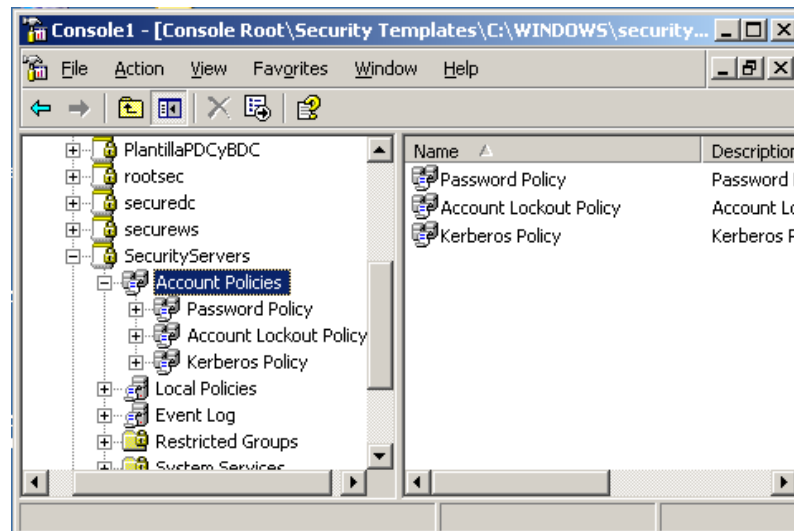 Console1 - [Console Root\Security Templates\C:\WINDOWS\security...
File Action View Favorites Window Help
PlantillaPDCyBDC
rootsec
securedc
securews
SecurityServers
Account Policies
Password Policy
Account Lockout Policy
Kerberos Policy
Local Policies
Event Log
Restricted Groups
System Services
Name Description
Password Policy Password
Account Lockout Policy Account Lo
Kerberos Policy Kerberos P